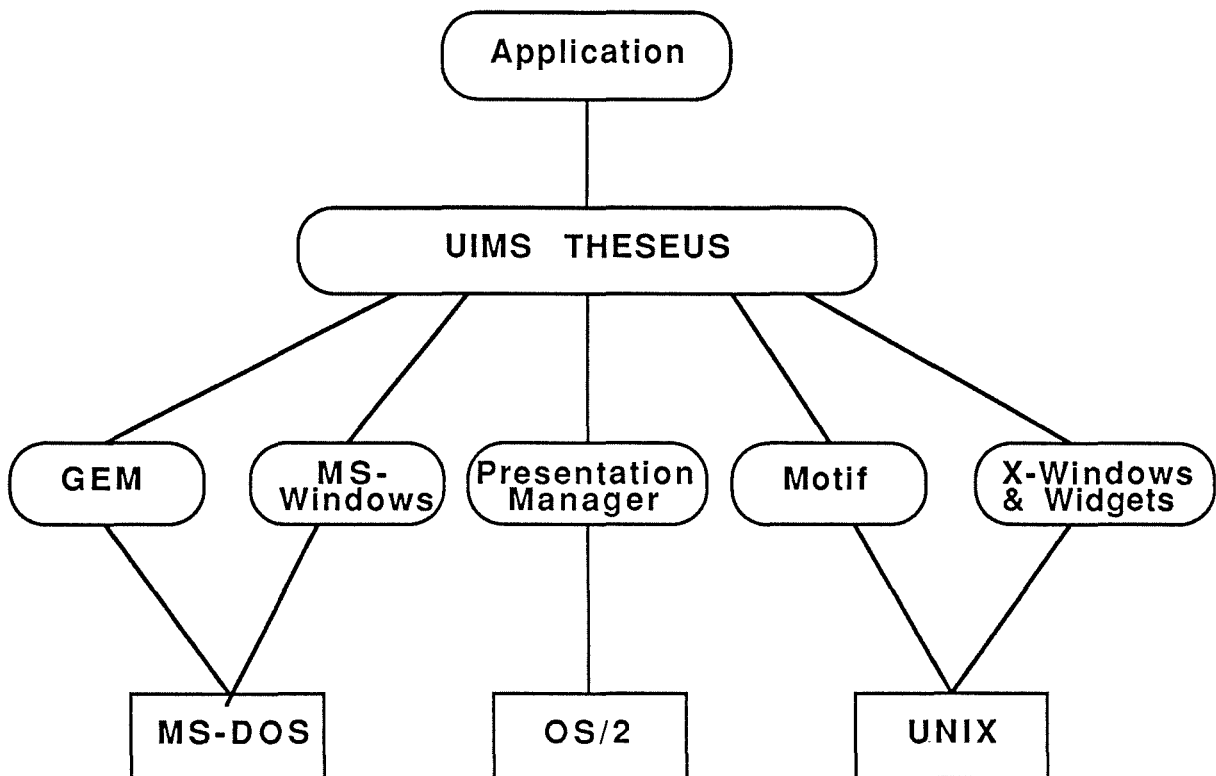 Application
UIMS THESEUS
GEM
MS-
Windows
Presentation
Manager
Motif
X-Windows
& Widgets
MS-DOS
OS/2
UNIX